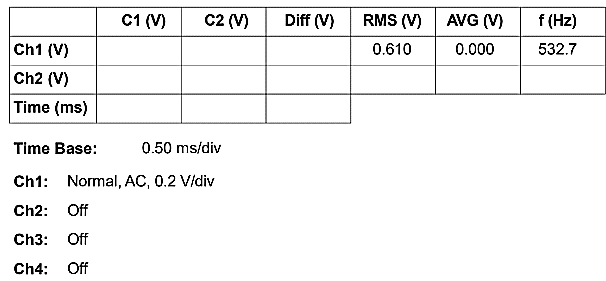 C1 (V) C2 (V) Diff (V) RMS (V) AVG (V) f (Hz)
Ch1 (V) 0.610 0.000 532.7
Ch2 (V)
Time (ms)
Time Base: 0.50 ms/div
Ch1: Normal, AC, 0.2 V/div
Ch2: Off
Ch3: Off
Ch4: Off